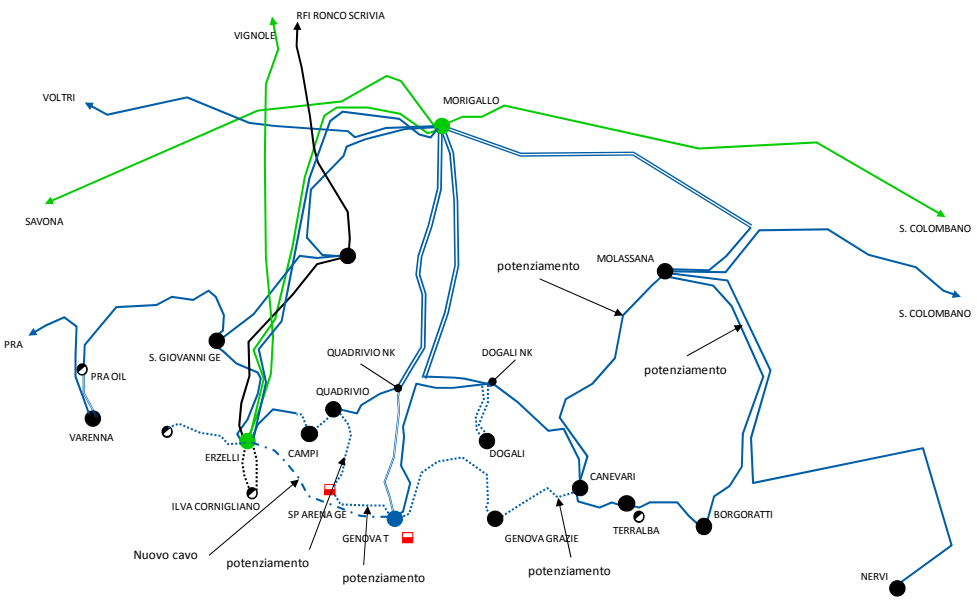 RFI RONCO SCRIVIA
VIGNOLE
VOLTRI
MORIGALLO
SAVONA
S. COLOMBANO
MOLASSANA
potenziamento
S. COLOMBANO
PRA
S. GIOVANNI GE
QUADRIVIO NK
DOGALI NK
potenziamento
PRA OIL
QUADRIVIO
VARENNA
CAMPI
ERZELLI
DOGALI
CANEVARI
ILVA CORNIGLIANO
SP ARENA GE
BORGORATTI
TERRALBA
GENOVA T
GENOVA GRAZIE
Nuovo cavo
potenziamento
potenziamento
potenziamento
NERVI